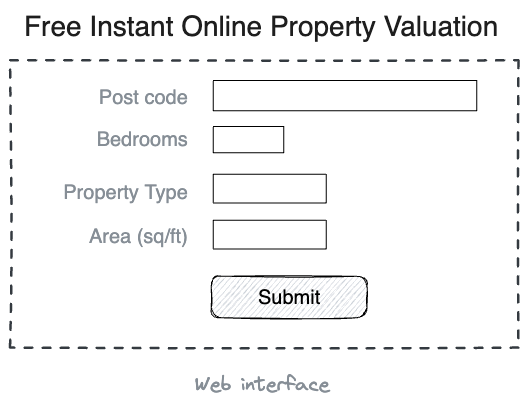 Free Instant Online Property Valuation
Post code
Bedrooms
Property Type
Area (sq/ft)
Submit
Web interface